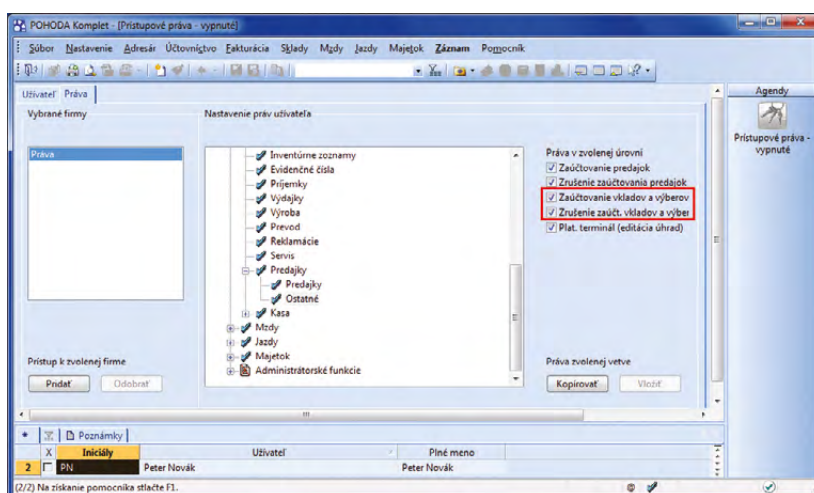 POHODA Komplet - [Prístupové práva - vypnuté]
Súbor Nastavenie Adresár Účtovníctvo Fakturácia Sklady Mzdy Jazdy Majetok Záznam Pomocník
Užívateľ Práva
Agendy
Prístupové práva - vypnuté
Vybrané firmy
Práva
Prístup k zvolenej firme
Pridať Odobrať
Nastavenie práv užívateľa
Inventúrne zoznamy
Evidenčné čísla
Príjemky
Výdajky
Výroba
Prevod
Reklamácie
Servis
Predajky
Predajky
Ostatné
Kasa
Mzdy
Jazdy
Majetok
Administrátorské funkcie
Práva v zvolenej úrovni
Zaúčtovanie predajok
Zrušenie zaúčtovania predajok
Zaúčtovanie vkladov a výberov
Zrušenie zaúčt. vkladov a výber
Plat. terminál (editácia úhrad)
Práva zvolenej vetve
Kopírovať Vložiť
Poznámky
X Iniciály Užívateľ Plné meno
2 PN Peter Novák Peter Novák
(2/2) Na získanie pomocníka stlačte F1.